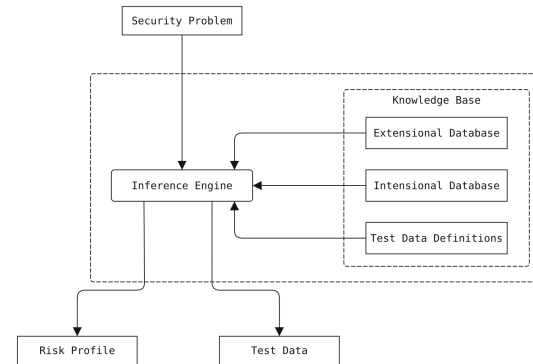 Security Problem
Knowledge Base
Extensional Database
Inference Engine
Intensional Database
Test Data Definitions
Risk Profile
Test Data